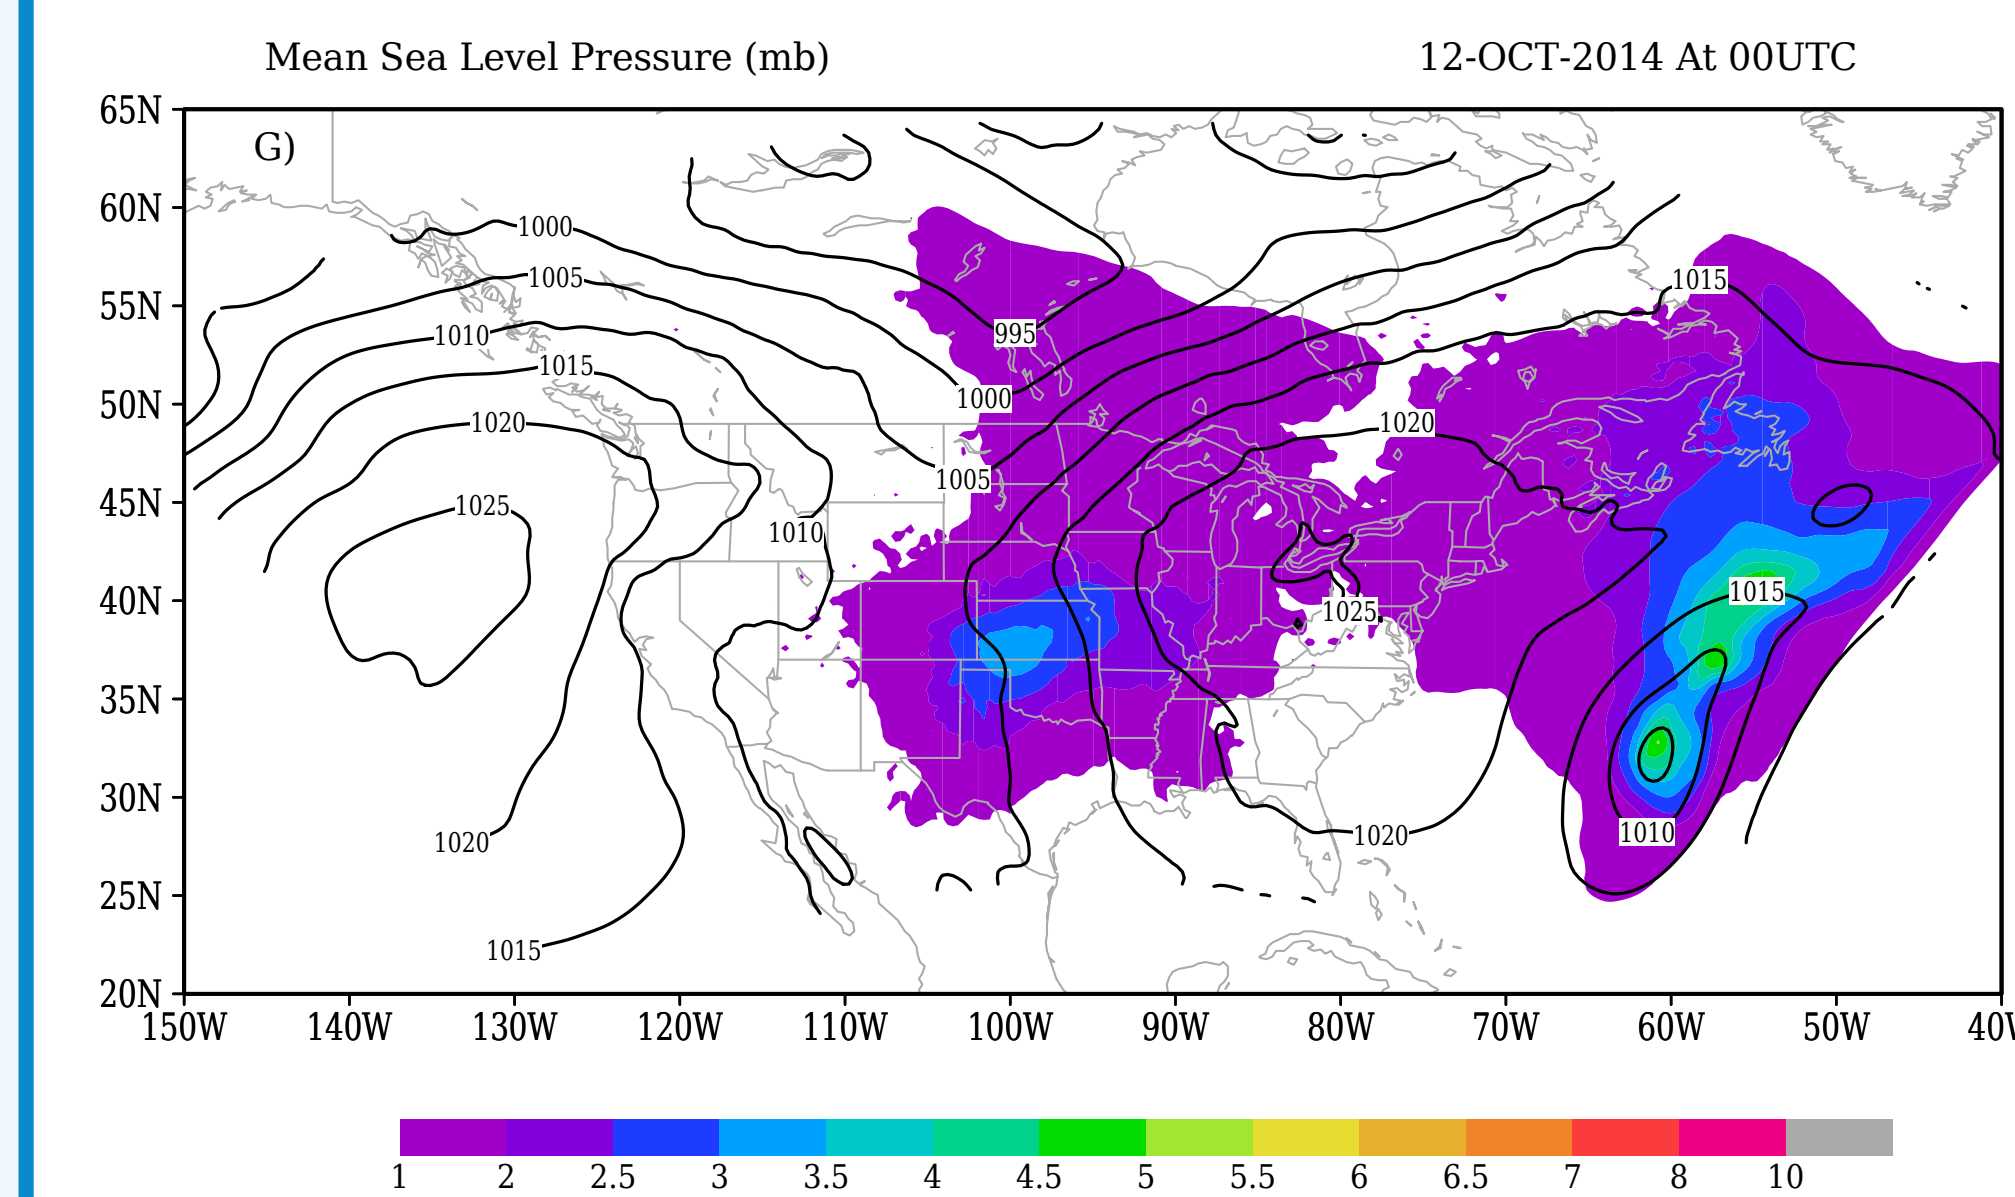 Mean Sea Level Pressure (mb) 12-OCT-2014 At 00UTC
65N
G)
60N
1000
1005
1015
55N
1010
995
1015
50N
1000
1020
1020
1005
45N
1025
1010
40N
1015
1025
35N
30N
1010
1020
1020
25N
1015
20N
150W 140W 130W 120W 110W 100W 90W 80W 70W 60W 50W 40W
1 2 2.5 3 3.5 4 4.5 5 5.5 6 6.5 7 8 10